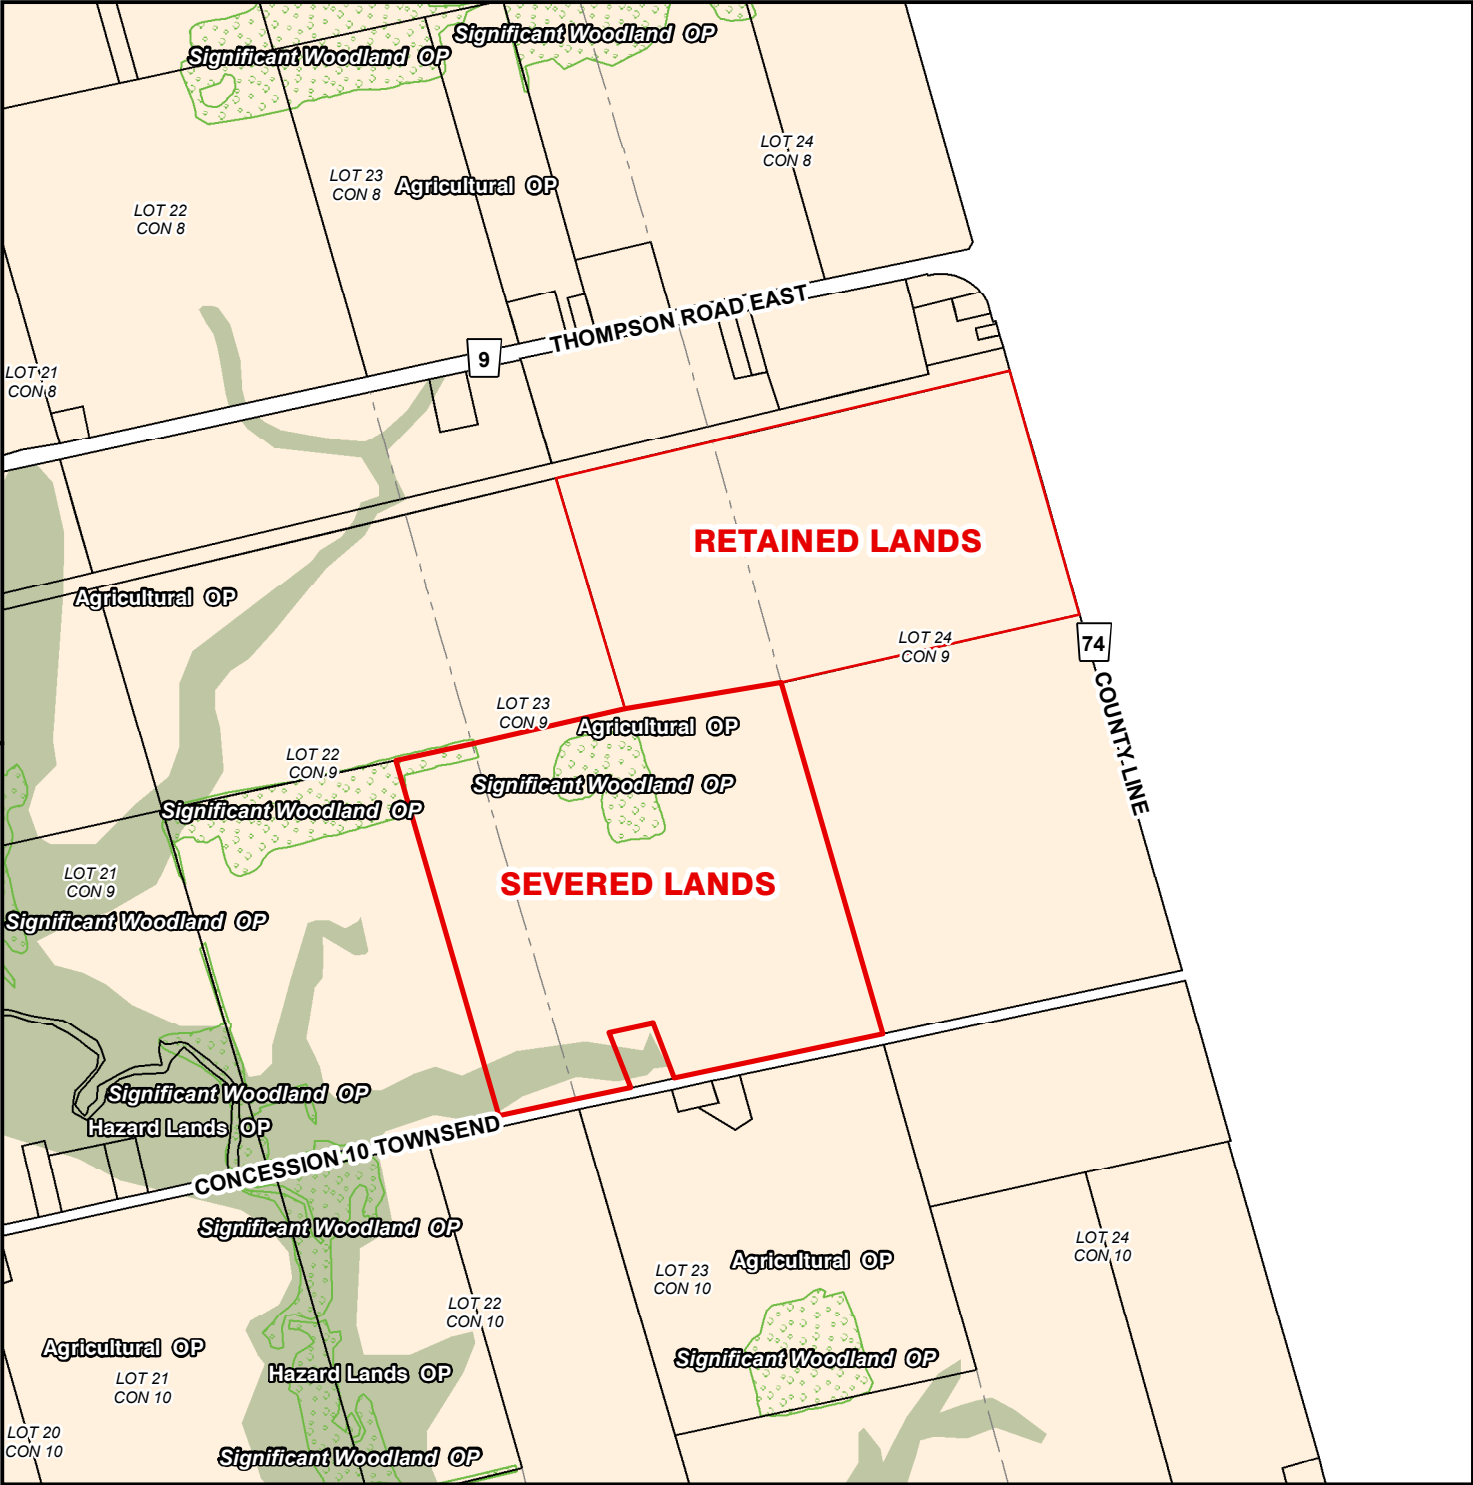 Significant Woodland OP
Significant Woodland OP
LOT 24
CON 8
LOT 23
CON 8
Agricultural OP
LOT 22
CON 8
THOMPSON ROAD EAST
9
LOT 21
CON 8
RETAINED LANDS
Agricultural OP
LOT 24
CON 9
74
COUNTY LINE
LOT 23
CON 9
Agricultural OP
LOT 22
CON 9
Significant Woodland OP
Significant Woodland OP
LOT 21
CON 9
SEVERED LANDS
Significant Woodland OP
Significant Woodland OP
Hazard Lands OP
CONCESSION 10 TOWNSEND
Significant Woodland OP
LOT 24
CON 10
Agricultural OP
LOT 23
CON 10
LOT 22
CON 10
Agricultural OP
Significant Woodland OP
Hazard Lands OP
LOT 21
CON 10
LOT 20
CON 10
Significant Woodland OP